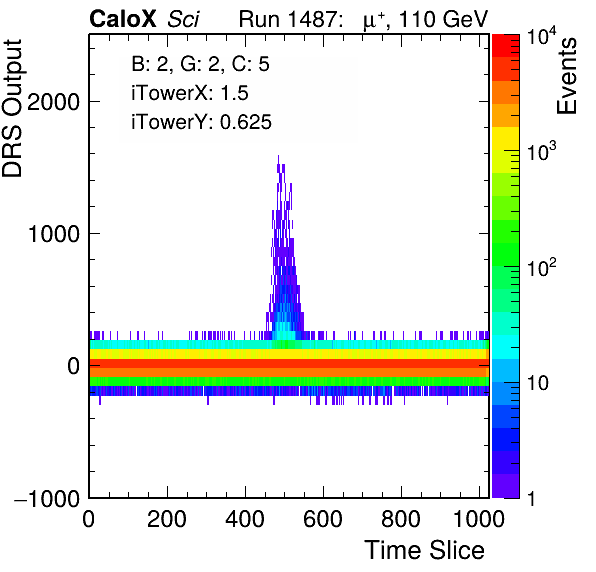 CaloX Sci Run 1487: μ⁺, 110 GeV
B: 2, G: 2, C: 5
iTowerX: 1.5
iTowerY: 0.625
DRS Output
2000
1000
0
−1000
0 200 400 600 800 1000
Time Slice
Events
10⁴
10³
10²
10
1